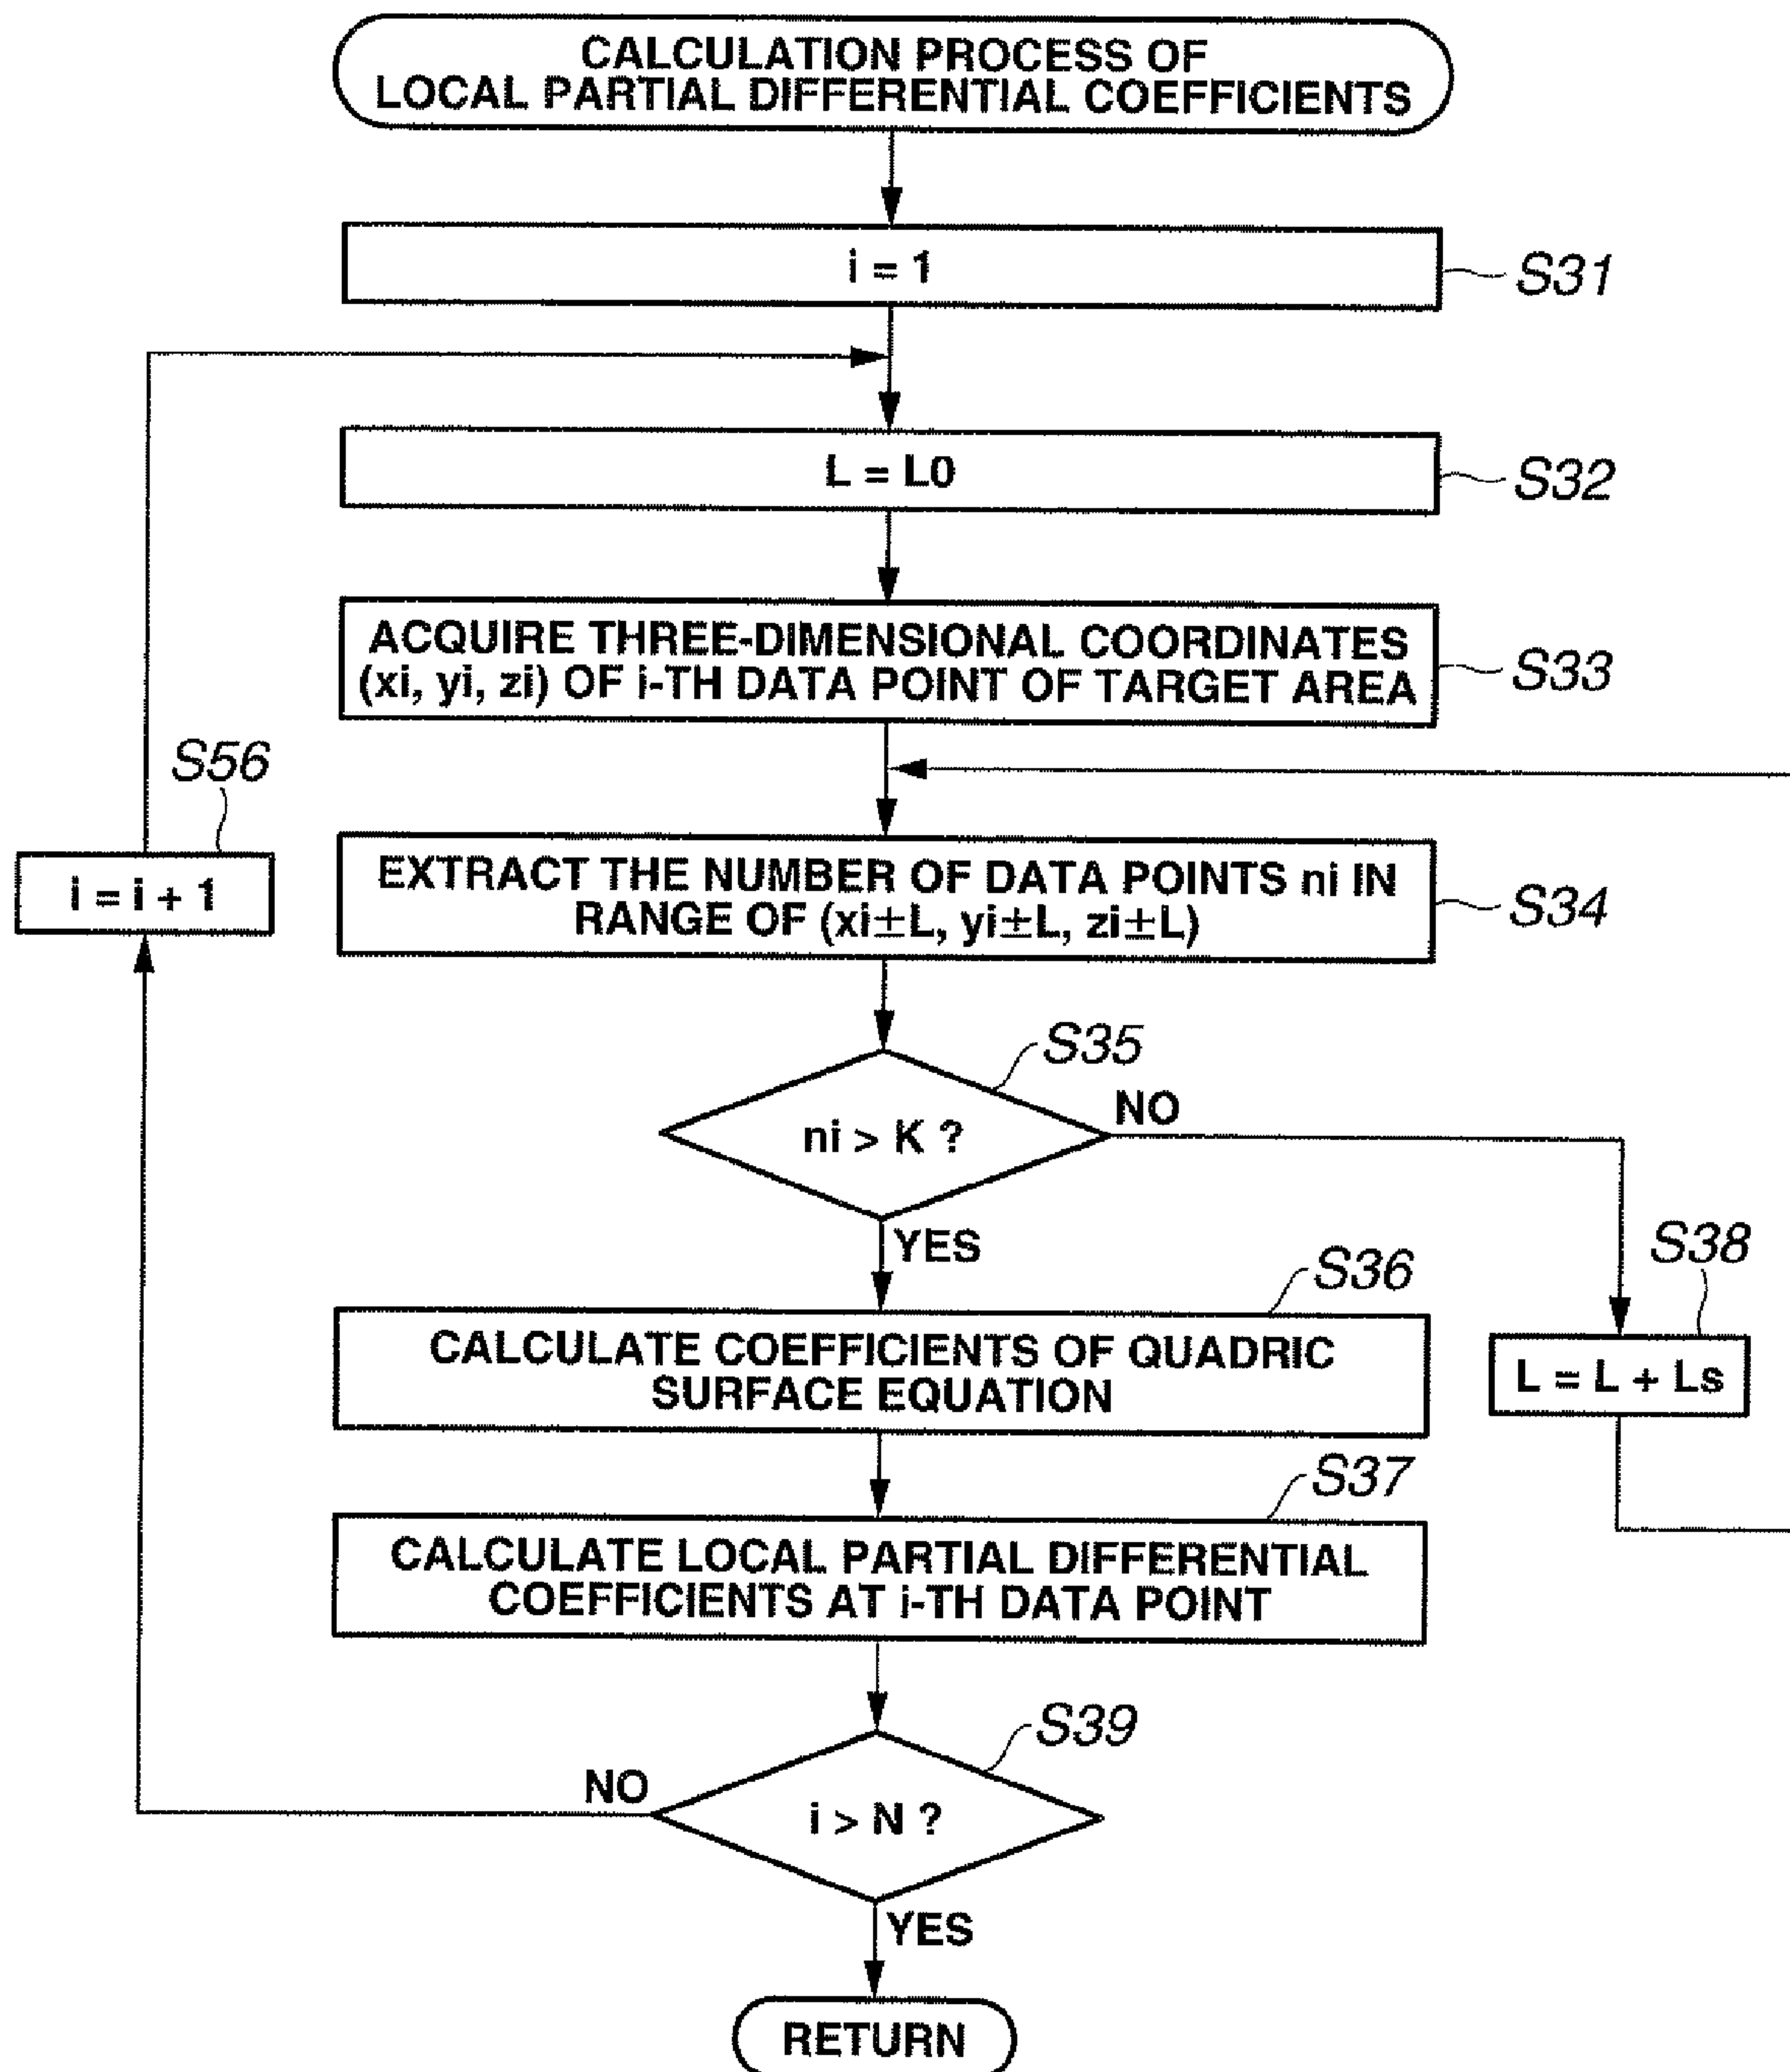 CALCULATION PROCESS OF
LOCAL PARTIAL DIFFERENTIAL COEFFICIENTS
i = 1
S31
L = L0
S32
ACQUIRE THREE-DIMENSIONAL COORDINATES
(xi, yi, zi) OF i-TH DATA POINT OF TARGET AREA
S33
S56
i = i + 1
EXTRACT THE NUMBER OF DATA POINTS ni IN
RANGE OF (xi±L, yi±L, zi±L)
S34
S35
ni > K ?
NO
YES
S38
L = L + Ls
S36
CALCULATE COEFFICIENTS OF QUADRIC
SURFACE EQUATION
S37
CALCULATE LOCAL PARTIAL DIFFERENTIAL
COEFFICIENTS AT i-TH DATA POINT
S39
NO
i > N ?
YES
RETURN